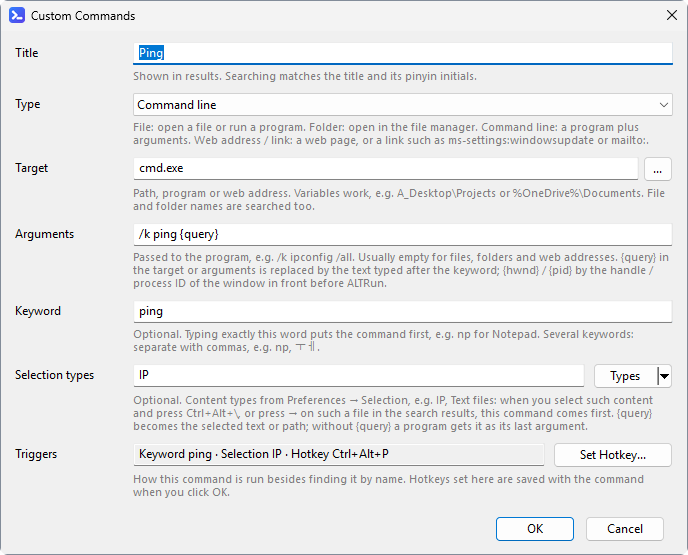 Custom Commands
Title
Ping
Shown in results. Searching matches the title and its pinyin initials.
Type
Command line
File: open a file or run a program. Folder: open in the file manager. Command line: a program plus
arguments. Web address / link: a web page, or a link such as ms-settings:windowsupdate or mailto:.
Target
cmd.exe
...
Path, program or web address. Variables work, e.g. A_Desktop\Projects or %OneDrive%\Documents. File
and folder names are searched too.
Arguments
/k ping {query}
Passed to the program, e.g. /k ipconfig /all. Usually empty for files, folders and web addresses. {query} in
the target or arguments is replaced by the text typed after the keyword; {hwnd} / {pid} by the handle /
process ID of the window in front before ALTRun.
Keyword
ping
Optional. Typing exactly this word puts the command first, e.g. np for Notepad. Several keywords:
separate with commas, e.g. np, ㅜㅔ.
Selection types
IP
Types
Optional. Content types from Preferences → Selection, e.g. IP, Text files: when you select such content
and press Ctrl+Alt+\, or press → on such a file in the search results, this command comes first. {query}
becomes the selected text or path; without {query} a program gets it as its last argument.
Triggers
Keyword ping · Selection IP · Hotkey Ctrl+Alt+P
Set Hotkey...
How this command is run besides finding it by name. Hotkeys set here are saved with the command
when you click OK.
OK
Cancel